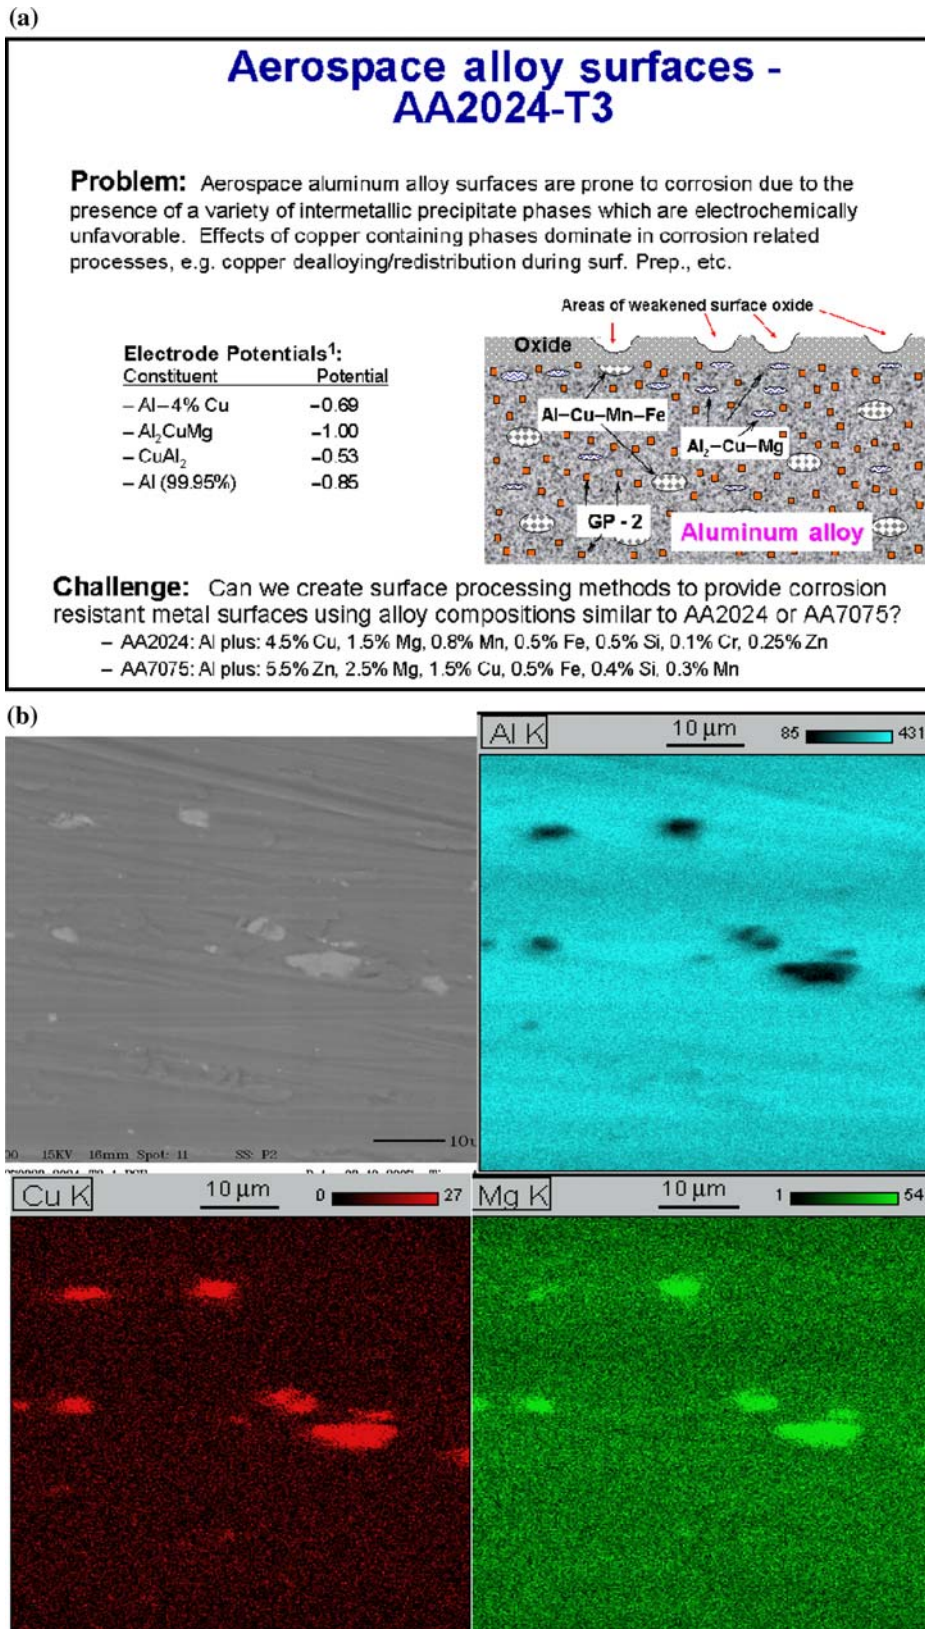 (a)
Aerospace alloy surfaces -
AA2024-T3
Problem: Aerospace aluminum alloy surfaces are prone to corrosion due to the
presence of a variety of intermetallic precipitate phases which are electrochemically
unfavorable. Effects of copper containing phases dominate in corrosion related
processes, e.g. copper dealloying/redistribution during surf. Prep., etc.
Electrode Potentials¹:
Constituent Potential
– Al–4% Cu –0.69
– Al₂CuMg –1.00
– CuAl₂ –0.53
– Al (99.95%) –0.85
Areas of weakened surface oxide
Oxide
Al–Cu–Mn–Fe
Al₂–Cu–Mg
GP - 2
Aluminum alloy
Challenge: Can we create surface processing methods to provide corrosion
resistant metal surfaces using alloy compositions similar to AA2024 or AA7075?
– AA2024: Al plus: 4.5% Cu, 1.5% Mg, 0.8% Mn, 0.5% Fe, 0.5% Si, 0.1% Cr, 0.25% Zn
– AA7075: Al plus: 5.5% Zn, 2.5% Mg, 1.5% Cu, 0.5% Fe, 0.4% Si, 0.3% Mn
(b)
Al K 10 µm 85 431
00 15KV 16mm Spot: 11 SS: P2 10
Cu K 10 µm 0 27
Mg K 10 µm 1 54